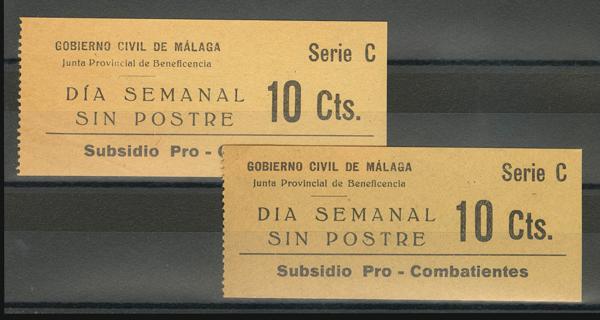 GOBIERNO CIVIL DE MÁLAGA
Junta Provincial de Beneficencia
Serie C
DÍA SEMANAL
SIN POSTRE
10 Cts.
Subsidio Pro - C
GOBIERNO CIVIL DE MÁLAGA
Junta Provincial de Beneficencia
Serie C
DIA SEMANAL
SIN POSTRE
10 Cts.
Subsidio Pro - Combatientes